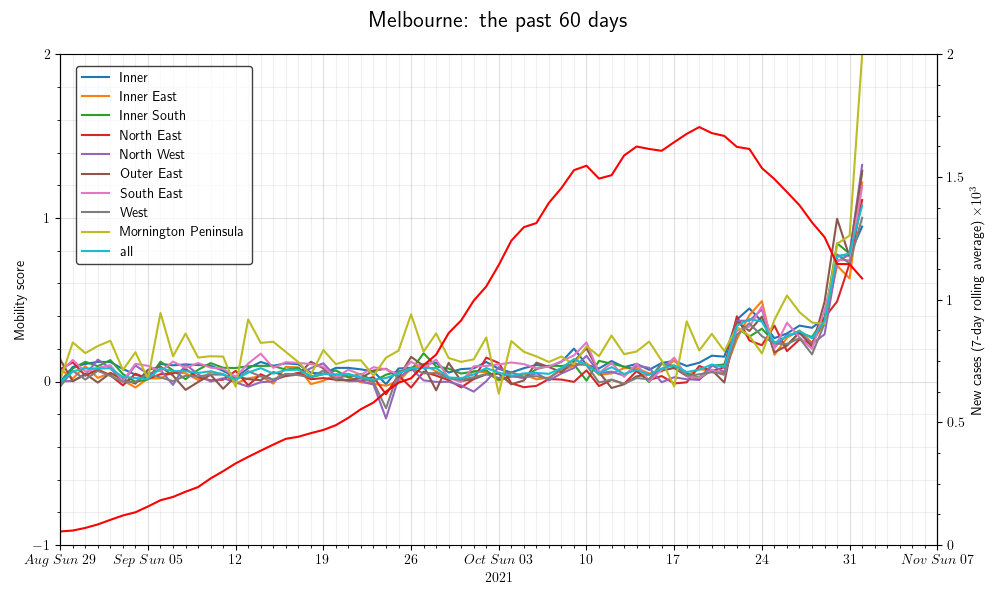 Melbourne: the past 60 days
Inner
Inner East
Inner South
North East
North West
Outer East
South East
West
Mornington Peninsula
all
Mobility score
2
1
0
−1
New cases (7-day rolling average) ×10³
2
1.5
1
0.5
0
Aug Sun 29 Sep Sun 05 12 19 26 Oct Sun 03 10 17 24 31 Nov Sun 07
2021